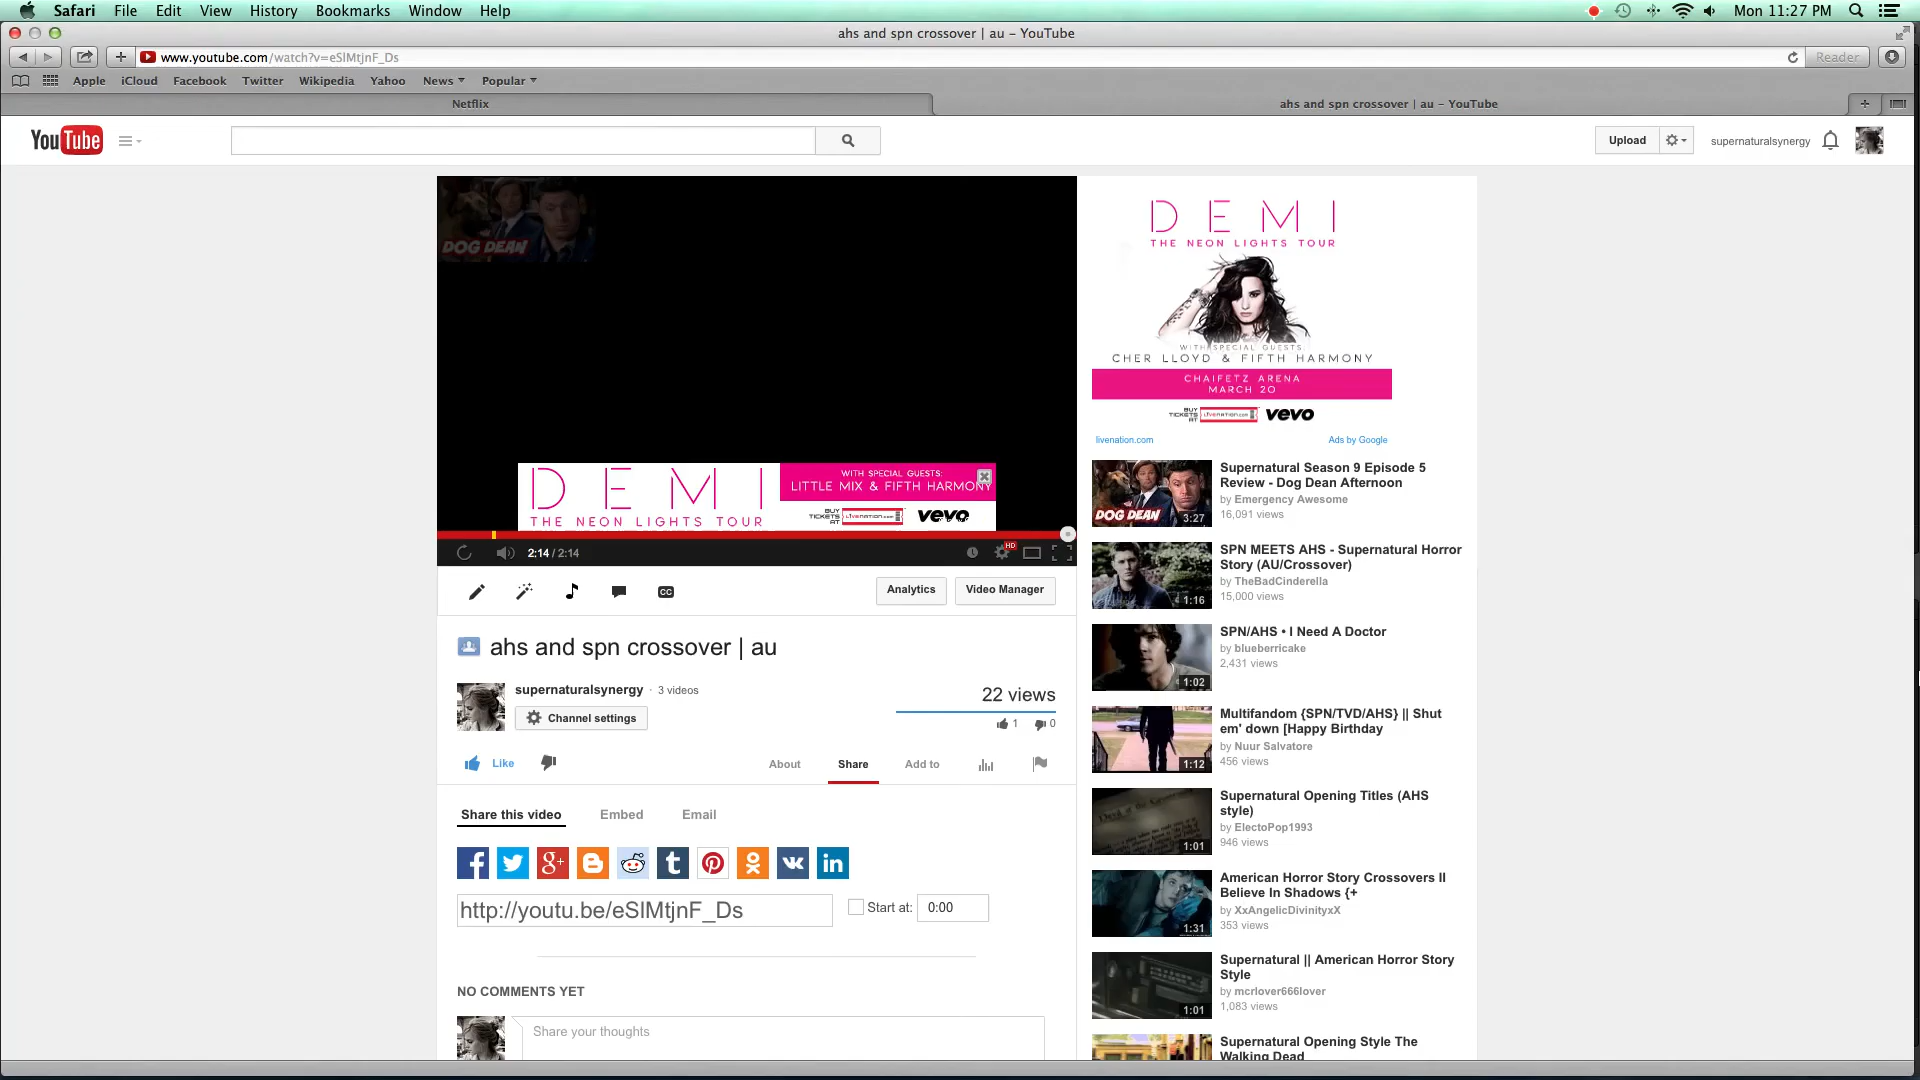 Safari File Edit View History Bookmarks Window Help Mon 11:27 PM
ahs and spn crossover | au – YouTube
www.youtube.com/watch?v=eSlMtjnF_Ds Reader
Apple iCloud Facebook Twitter Wikipedia Yahoo News Popular
Netflix ahs and spn crossover | au – YouTube
YouTube Upload supernaturalsynergy
DOG DEAN
DEMI
THE NEON LIGHTS TOUR
WITH SPECIAL GUESTS:
LITTLE MIX & FIFTH HARMONY
BUY TICKETS AT LIVENATION.com vevo
2:14 / 2:14 HD
CC Analytics Video Manager
ahs and spn crossover | au
supernaturalsynergy · 3 videos
Channel settings
22 views
1 0
Like About Share Add to
Share this video Embed Email
http://youtu.be/eSlMtjnF_Ds Start at: 0:00
NO COMMENTS YET
Share your thoughts
DEMI
THE NEON LIGHTS TOUR
WITH SPECIAL GUESTS:
CHER LLOYD & FIFTH HARMONY
CHAIFETZ ARENA
MARCH 20
BUY TICKETS AT LIVENATION.com vevo
livenation.com Ads by Google
DOG DEAN 3:27
Supernatural Season 9 Episode 5
Review - Dog Dean Afternoon
by Emergency Awesome
16,091 views
1:16
SPN MEETS AHS - Supernatural Horror
Story (AU/Crossover)
by TheBadCinderella
15,000 views
1:02
SPN/AHS • I Need A Doctor
by blueberricake
2,431 views
1:12
Multifandom {SPN/TVD/AHS} || Shut
em' down [Happy Birthday
by Nuur Salvatore
456 views
1:01
Supernatural Opening Titles (AHS
style)
by ElectoPop1993
946 views
1:31
American Horror Story Crossovers II
Believe In Shadows {+
by XxAngelicDivinityxX
353 views
1:01
Supernatural || American Horror Story
Style
by mcrlover666lover
1,083 views
Supernatural Opening Style The
Walking Dead